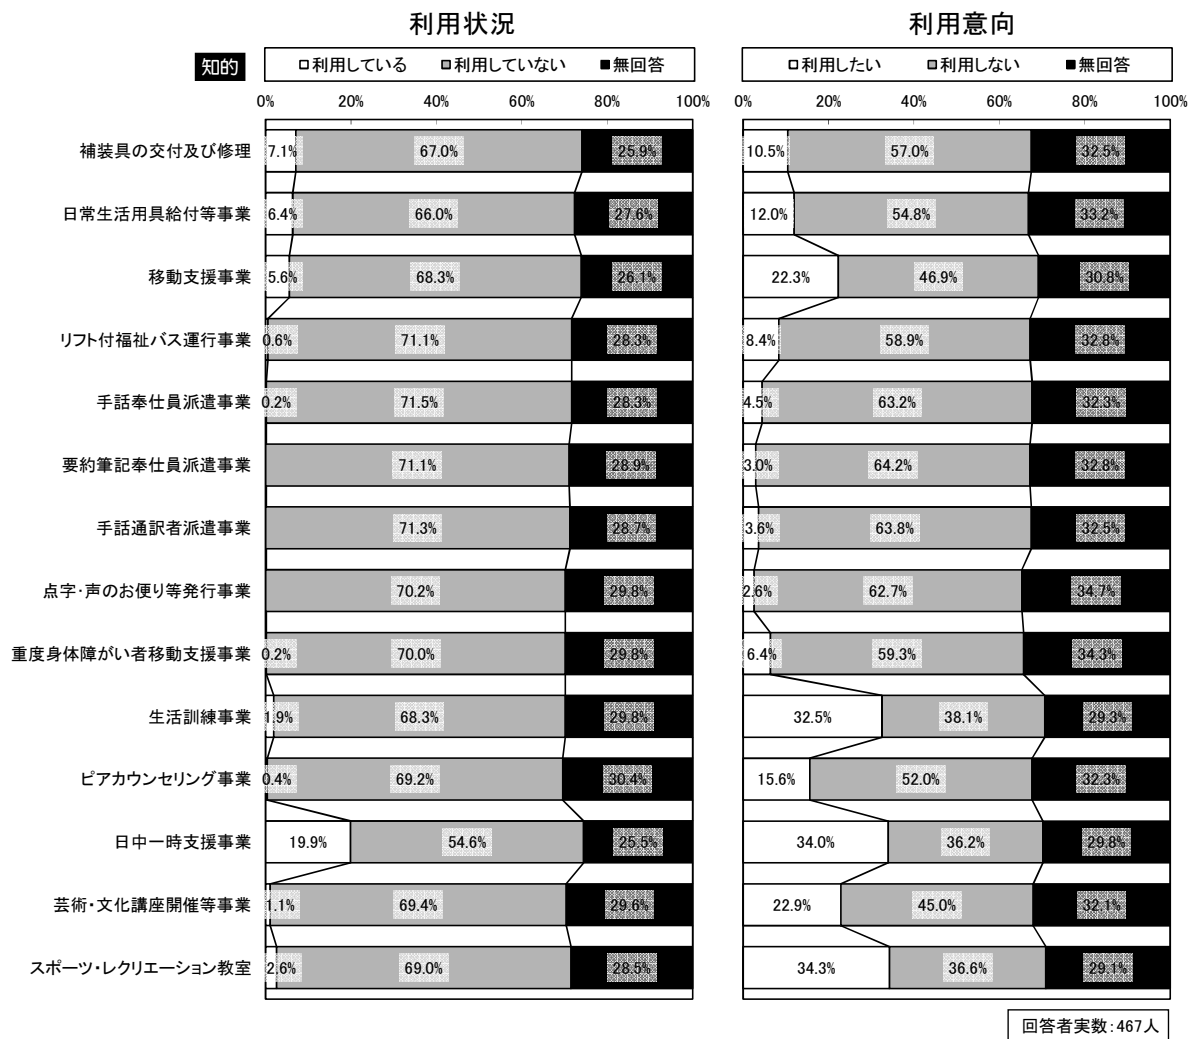 利用状況 利用意向
知的 利用している 利用していない 無回答 利用したい 利用しない 無回答
0% 20% 40% 60% 80% 100% 0% 20% 40% 60% 80% 100%
補装具の交付及び修理 7.1% 67.0% 25.9% 10.5% 57.0% 32.5%
日常生活用具給付等事業 6.4% 66.0% 27.6% 12.0% 54.8% 33.2%
移動支援事業 5.6% 68.3% 26.1% 22.3% 46.9% 30.8%
リフト付福祉バス運行事業 0.6% 71.1% 28.3% 8.4% 58.9% 32.8%
手話奉仕員派遣事業 0.2% 71.5% 28.3% 4.5% 63.2% 32.3%
要約筆記奉仕員派遣事業 71.1% 28.9% 3.0% 64.2% 32.8%
手話通訳者派遣事業 71.3% 28.7% 3.6% 63.8% 32.5%
点字・声のお便り等発行事業 70.2% 29.8% 2.6% 62.7% 34.7%
重度身体障がい者移動支援事業 0.2% 70.0% 29.8% 6.4% 59.3% 34.3%
生活訓練事業 1.9% 68.3% 29.8% 32.5% 38.1% 29.3%
ピアカウンセリング事業 0.4% 69.2% 30.4% 15.6% 52.0% 32.3%
日中一時支援事業 19.9% 54.6% 25.5% 34.0% 36.2% 29.8%
芸術・文化講座開催等事業 1.1% 69.4% 29.6% 22.9% 45.0% 32.1%
スポーツ・レクリエーション教室 2.6% 69.0% 28.5% 34.3% 36.6% 29.1%
回答者実数：467人